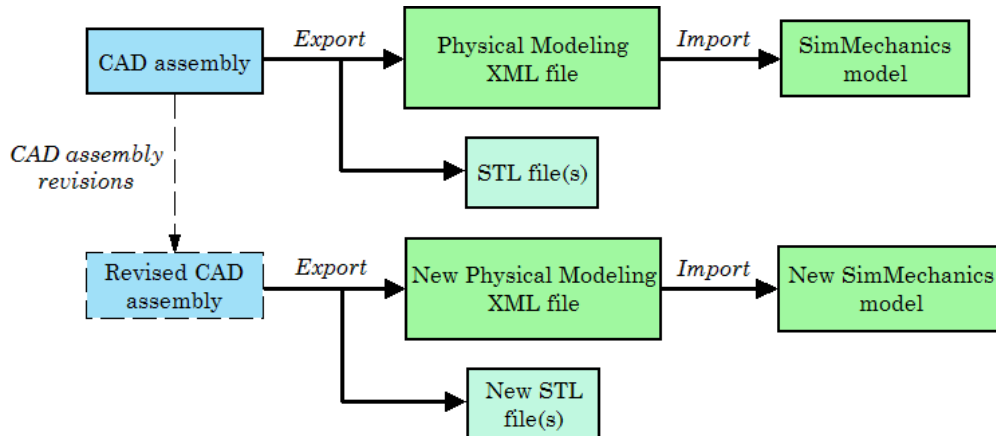 Export
Import
CAD assembly
Physical Modeling
XML file
SimMechanics
model
CAD assembly
revisions
STL file(s)
Revised CAD
assembly
Export
New Physical Modeling
XML file
Import
New SimMechanics
model
New STL
file(s)